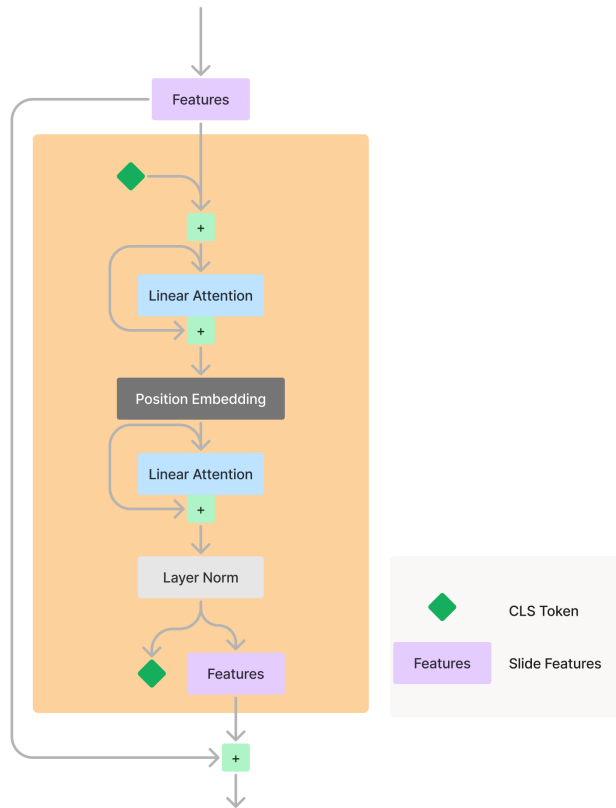 Features
+
Linear Attention
+
Position Embedding
Linear Attention
+
Layer Norm
Features
+
CLS Token
Features
Slide Features